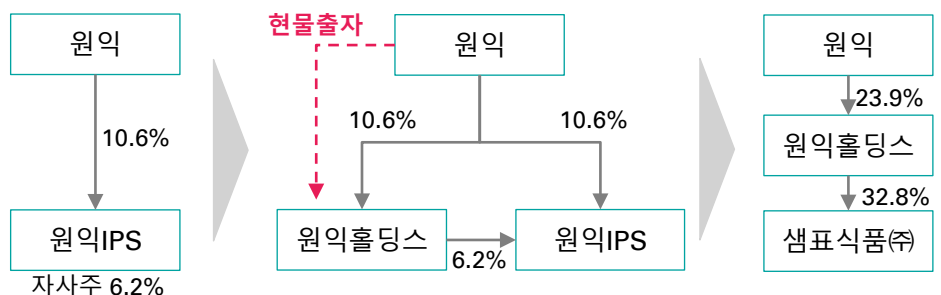 원익
10.6%
원익IPS
자사주 6.2%
현물출자
원익
10.6%
10.6%
원익홀딩스
6.2%
원익IPS
원익
23.9%
원익홀딩스
32.8%
샘표식품㈜